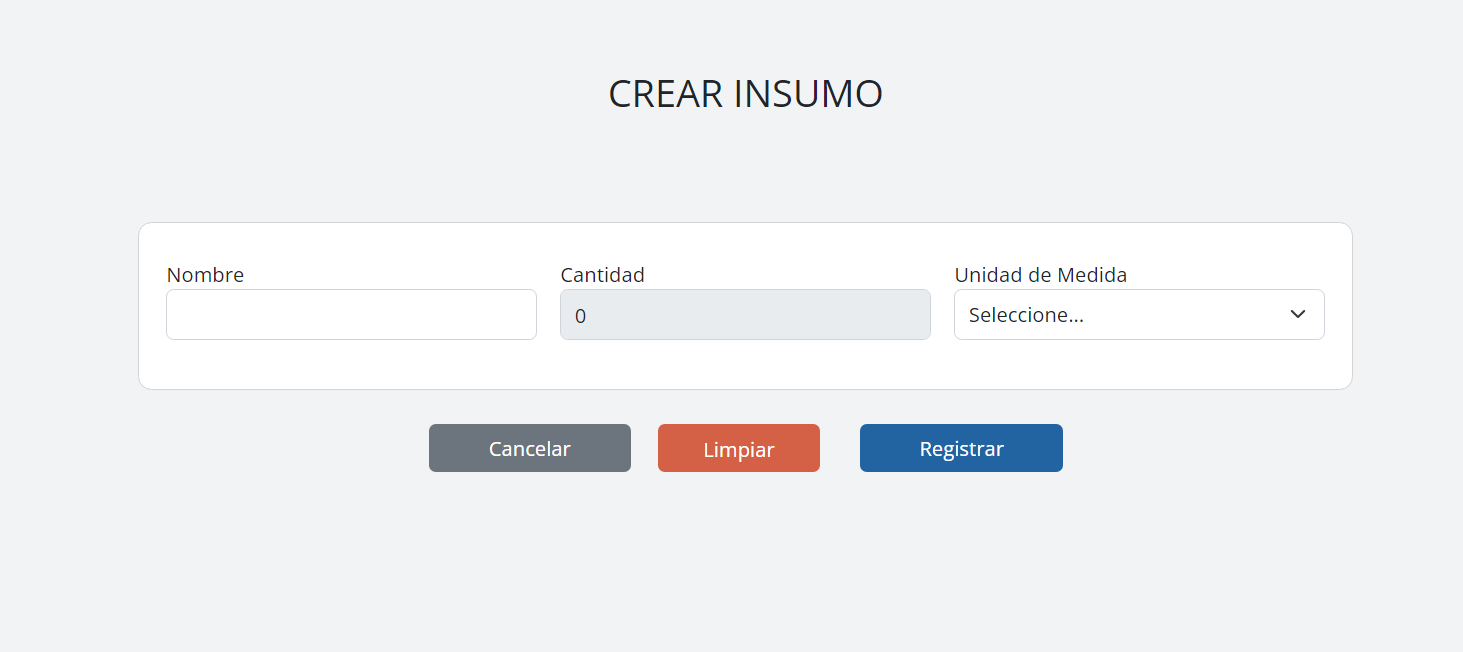 CREAR INSUMO
Nombre
Cantidad
Unidad de Medida
0
Seleccione...
Cancelar
Limpiar
Registrar